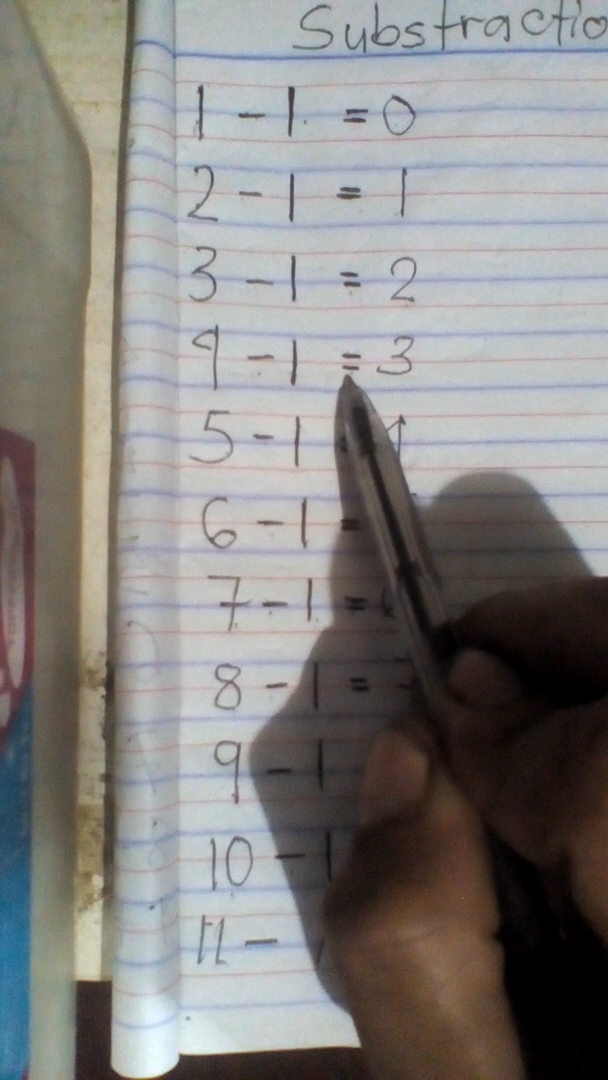 Substractio
1 - 1 = 0
2 - 1 = 1
3 - 1 = 2
4 - 1 = 3
5 - 1 4
6 - 1 =
7 - 1 =
8 - 1 =
9 - 1
10 - 1
11 -